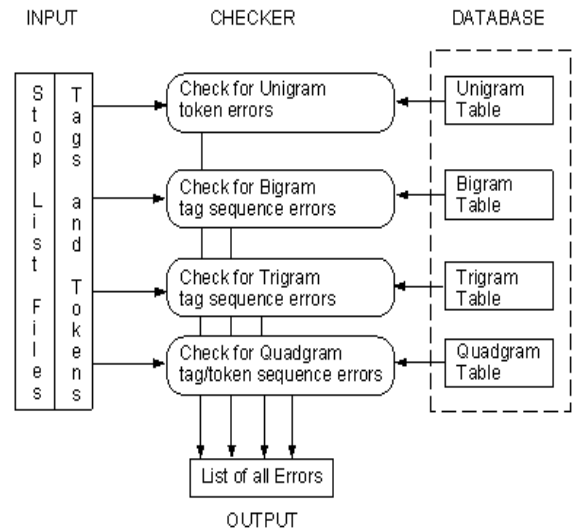 INPUT CHECKER DATABASE
Stop List Files
Tags and Tokens
Check for Unigram
token errors
Unigram
Table
Check for Bigram
tag sequence errors
Bigram
Table
Check for Trigram
tag sequence errors
Trigram
Table
Check for Quadgram
tag/token sequence errors
Quadgram
Table
List of all Errors
OUTPUT